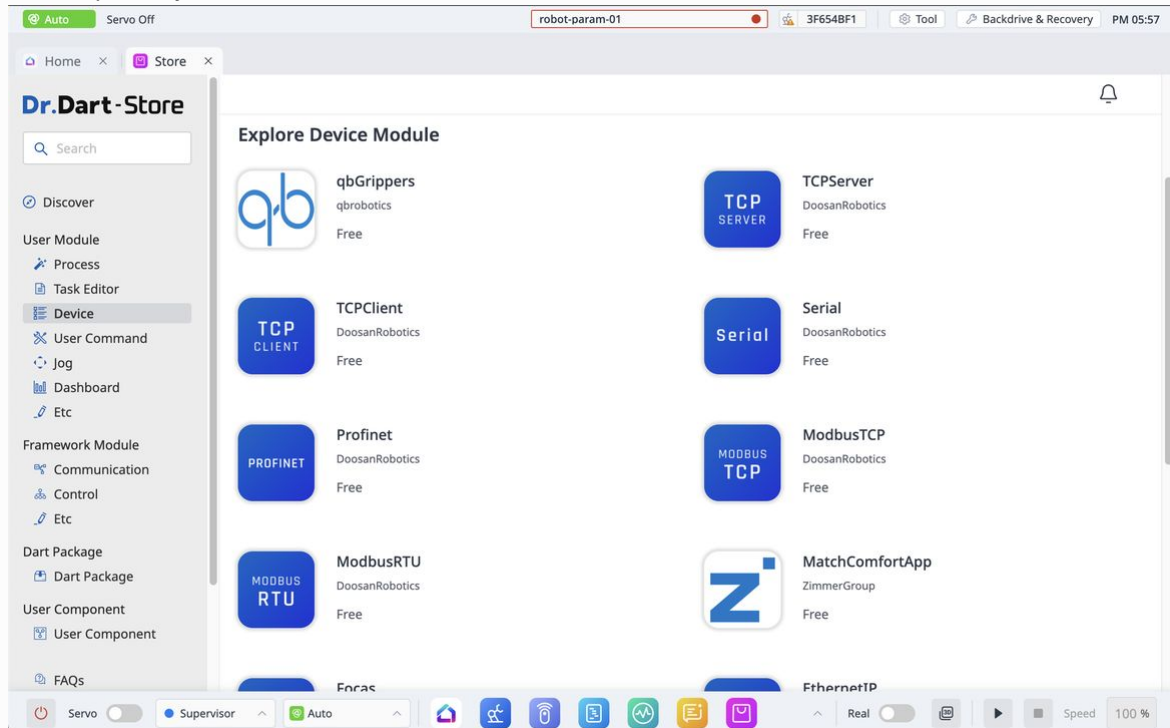 Auto
Servo Off
robot-param-01
3F654BF1
Tool
Backdrive & Recovery
PM 05:57
Home
Store
Dr.Dart-Store
Search
Discover
User Module
Process
Task Editor
Device
User Command
Jog
Dashboard
Etc
Framework Module
Communication
Control
Etc
Dart Package
Dart Package
User Component
User Component
FAQs
Explore Device Module
qb
qbGrippers
qbrobotics
Free
TCP
SERVER
TCPServer
DoosanRobotics
Free
TCP
CLIENT
TCPClient
DoosanRobotics
Free
Serial
Serial
DoosanRobotics
Free
PROFINET
Profinet
DoosanRobotics
Free
MODBUS
TCP
ModbusTCP
DoosanRobotics
Free
MODBUS
RTU
ModbusRTU
DoosanRobotics
Free
Z
MatchComfortApp
ZimmerGroup
Free
Focas
EthernetIP
Servo
Supervisor
Auto
Real
3D
Speed
100 %